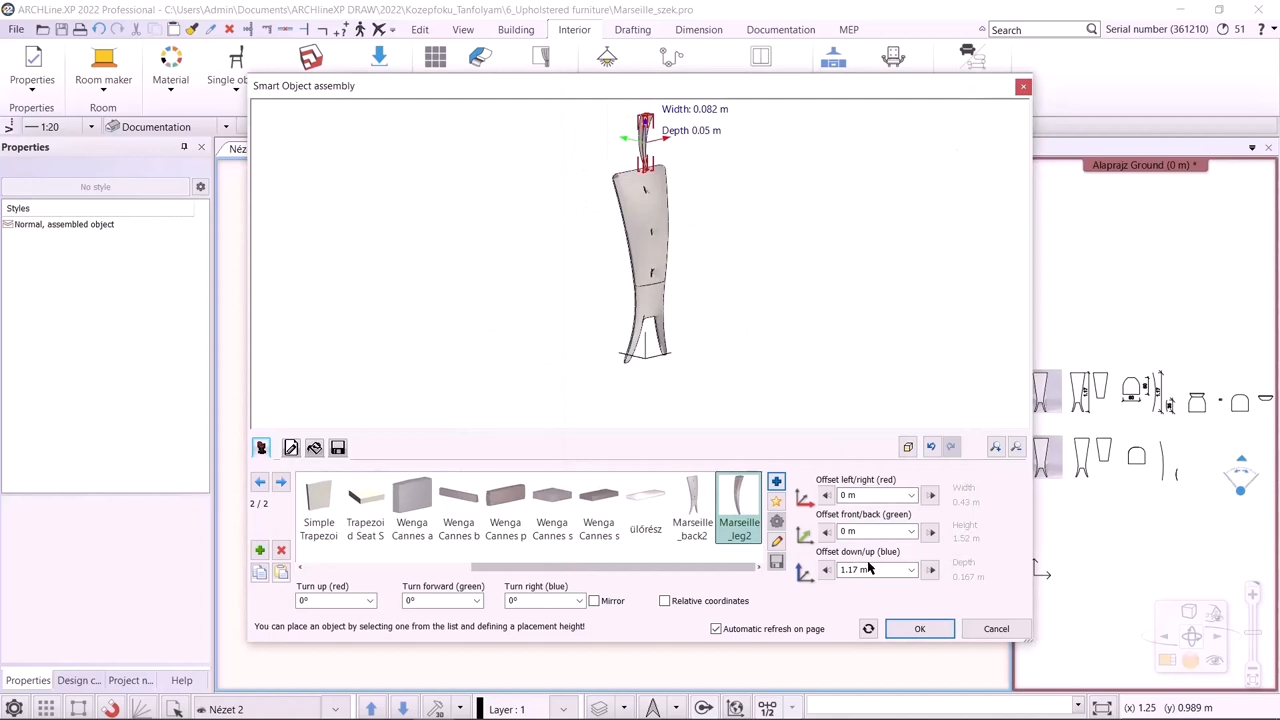 ARCHLine.XP DRAW - C:\Users\Admin\Documents\ARCHlineXP DRAW\2022\Kozepfoku_Tanfolyam\6_Upholstered furniture\Marseille_szek.pro
File
Edit
View
Building
Interior
Drafting
Dimension
Documentation
MEP
Search
Serial number (361210)
51
?
Properties
Room maker
Material
Single ob
Properties
Room
1:20
Documentation
Properties
No style
Styles
Normal, assembled object
Smart Object assembly
Width: 0.082 m
Depth 0.05 m
Néz
Alaprajz Ground (0 m) *
2 / 2
Simple Trapezoi
Trapezoi d Seat S
Wenga Cannes a
Wenga Cannes b
Wenga Cannes p
Wenga Cannes s
Wenga Cannes s
ülőrész
Marseille _back2
Marseille _leg2
Offset left/right (red)
0 m
Width
0.43 m
Offset front/back (green)
0 m
Height
1.52 m
Offset down/up (blue)
1.17 m
Depth
0.167 m
Turn up (red)
Turn forward (green)
Turn right (blue)
0°
0°
0°
Mirror
Relative coordinates
You can place an object by selecting one from the list and defining a placement height!
Automatic refresh on page
OK
Cancel
Properties
Design c...
Project n...
Help
Nézet 2
Layer : 1
(x) 1.25 (y) 0.989 m